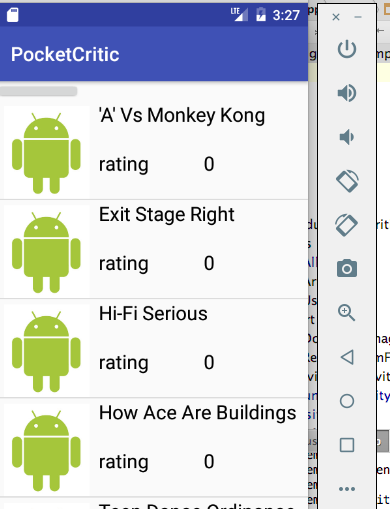 LTE 3:27
PocketCritic
'A' Vs Monkey Kong
rating 0
Exit Stage Right
rating 0
Hi-Fi Serious
rating 0
How Ace Are Buildings
rating 0